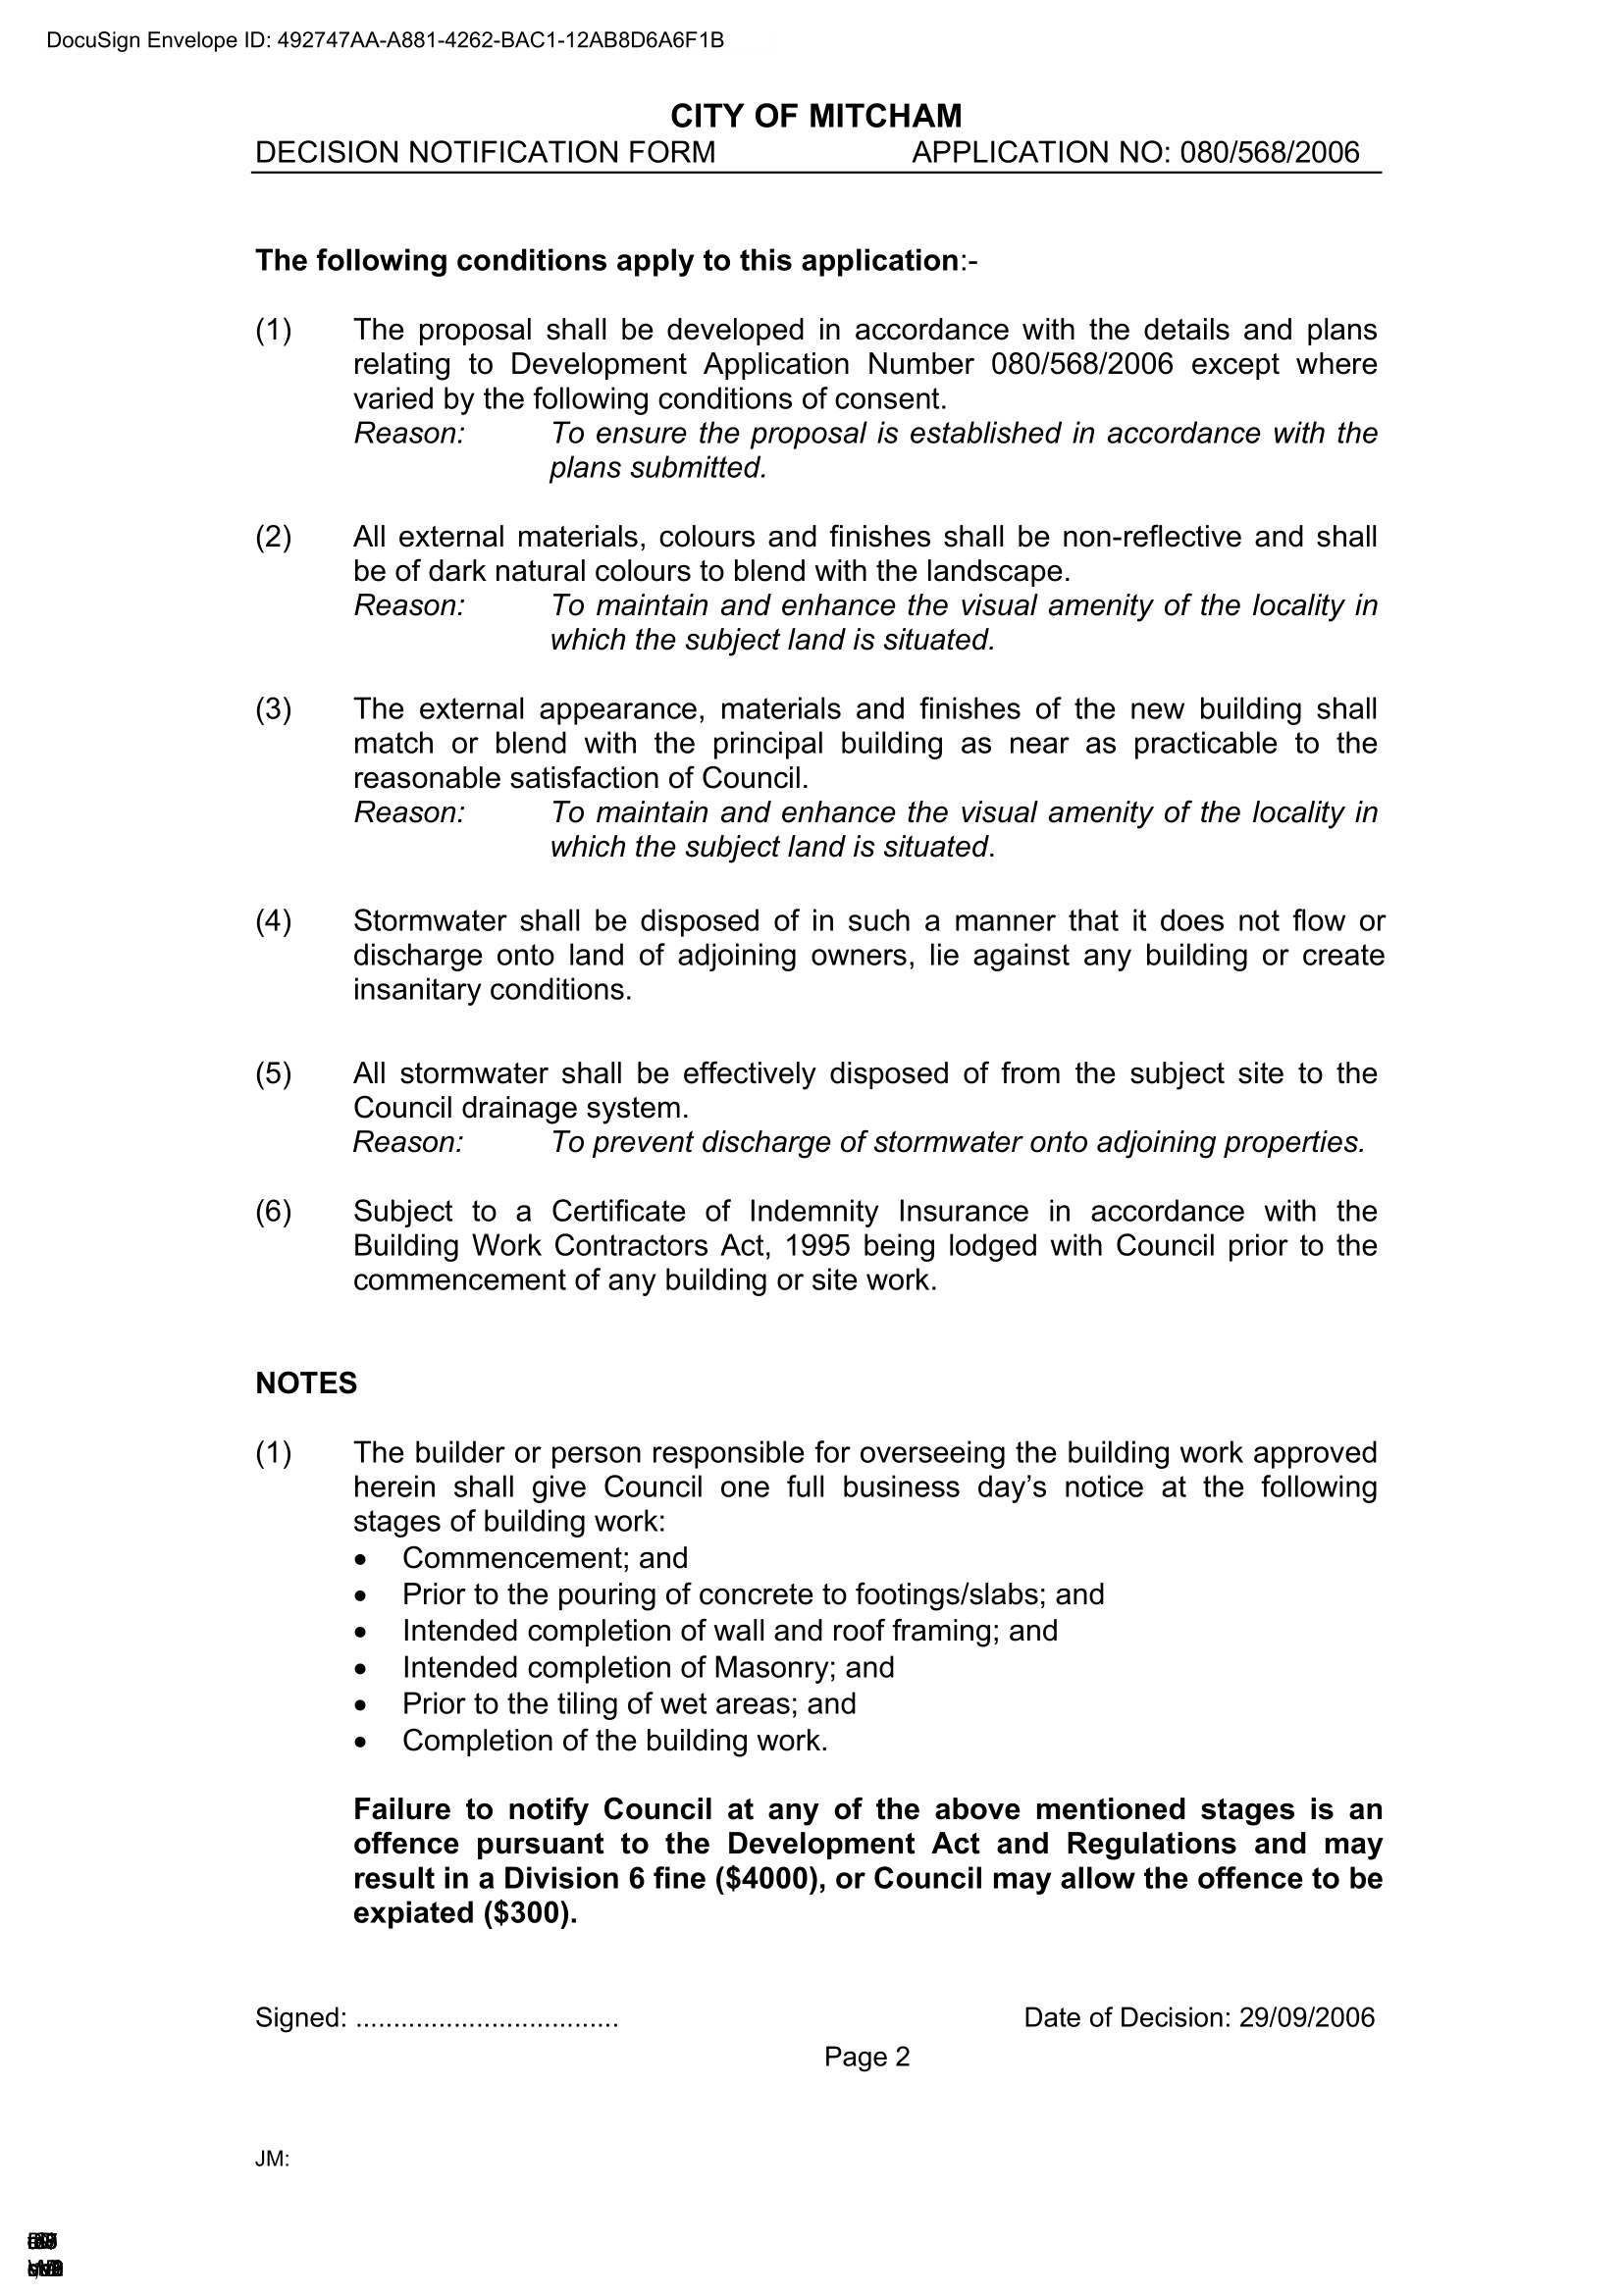 DocuSign Envelope ID: 492747AA-A881-4262-BAC1-12AB8D6A6F1B
CITY OF MITCHAM
DECISION NOTIFICATION FORM APPLICATION NO: 080/568/2006
The following conditions apply to this application:-
(1) The proposal shall be developed in accordance with the details and plans
relating to Development Application Number 080/568/2006 except where
varied by the following conditions of consent.
Reason: To ensure the proposal is established in accordance with the
plans submitted.
(2) All external materials, colours and finishes shall be non-reflective and shall
be of dark natural colours to blend with the landscape.
Reason: To maintain and enhance the visual amenity of the locality in
which the subject land is situated.
(3) The external appearance, materials and finishes of the new building shall
match or blend with the principal building as near as practicable to the
reasonable satisfaction of Council.
Reason: To maintain and enhance the visual amenity of the locality in
which the subject land is situated.
(4) Stormwater shall be disposed of in such a manner that it does not flow or
discharge onto land of adjoining owners, lie against any building or create
insanitary conditions.
(5) All stormwater shall be effectively disposed of from the subject site to the
Council drainage system.
Reason: To prevent discharge of stormwater onto adjoining properties.
(6) Subject to a Certificate of Indemnity Insurance in accordance with the
Building Work Contractors Act, 1995 being lodged with Council prior to the
commencement of any building or site work.
NOTES
(1) The builder or person responsible for overseeing the building work approved
herein shall give Council one full business day’s notice at the following
stages of building work:
• Commencement; and
• Prior to the pouring of concrete to footings/slabs; and
• Intended completion of wall and roof framing; and
• Intended completion of Masonry; and
• Prior to the tiling of wet areas; and
• Completion of the building work.
Failure to notify Council at any of the above mentioned stages is an
offence pursuant to the Development Act and Regulations and may
result in a Division 6 fine ($4000), or Council may allow the offence to be
expiated ($300).
Signed: ................................... Date of Decision: 29/09/2006
Page 2
JM: